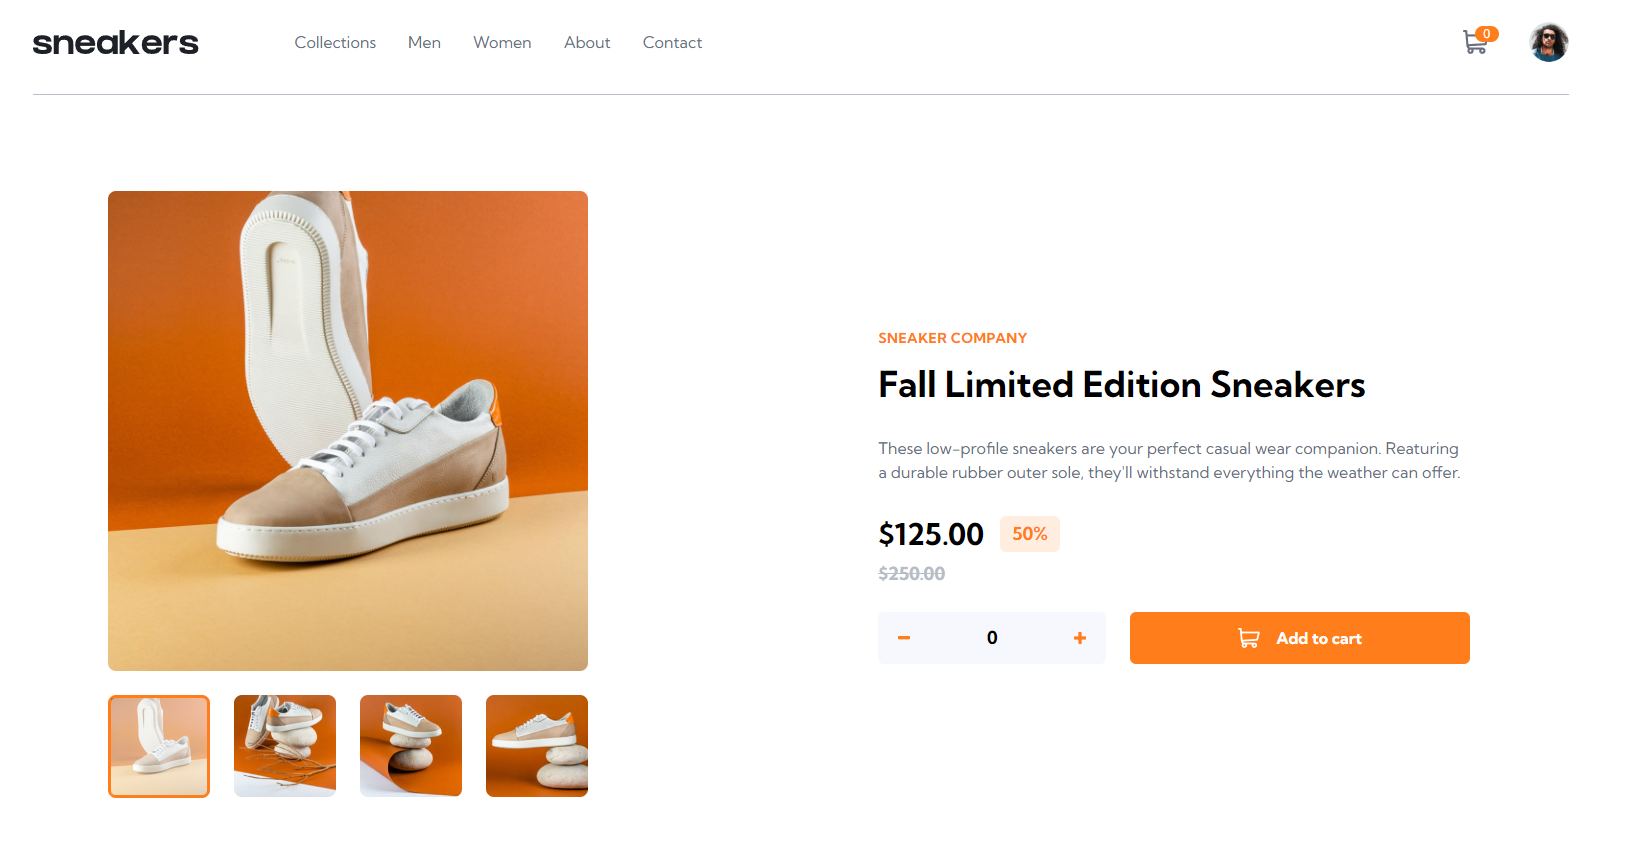 sneakers
Collections Men Women About Contact
0
SNEAKER COMPANY
Fall Limited Edition Sneakers
These low-profile sneakers are your perfect casual wear companion. Reaturing
a durable rubber outer sole, they'll withstand everything the weather can offer.
$125.00 50%
$250.00
0 Add to cart